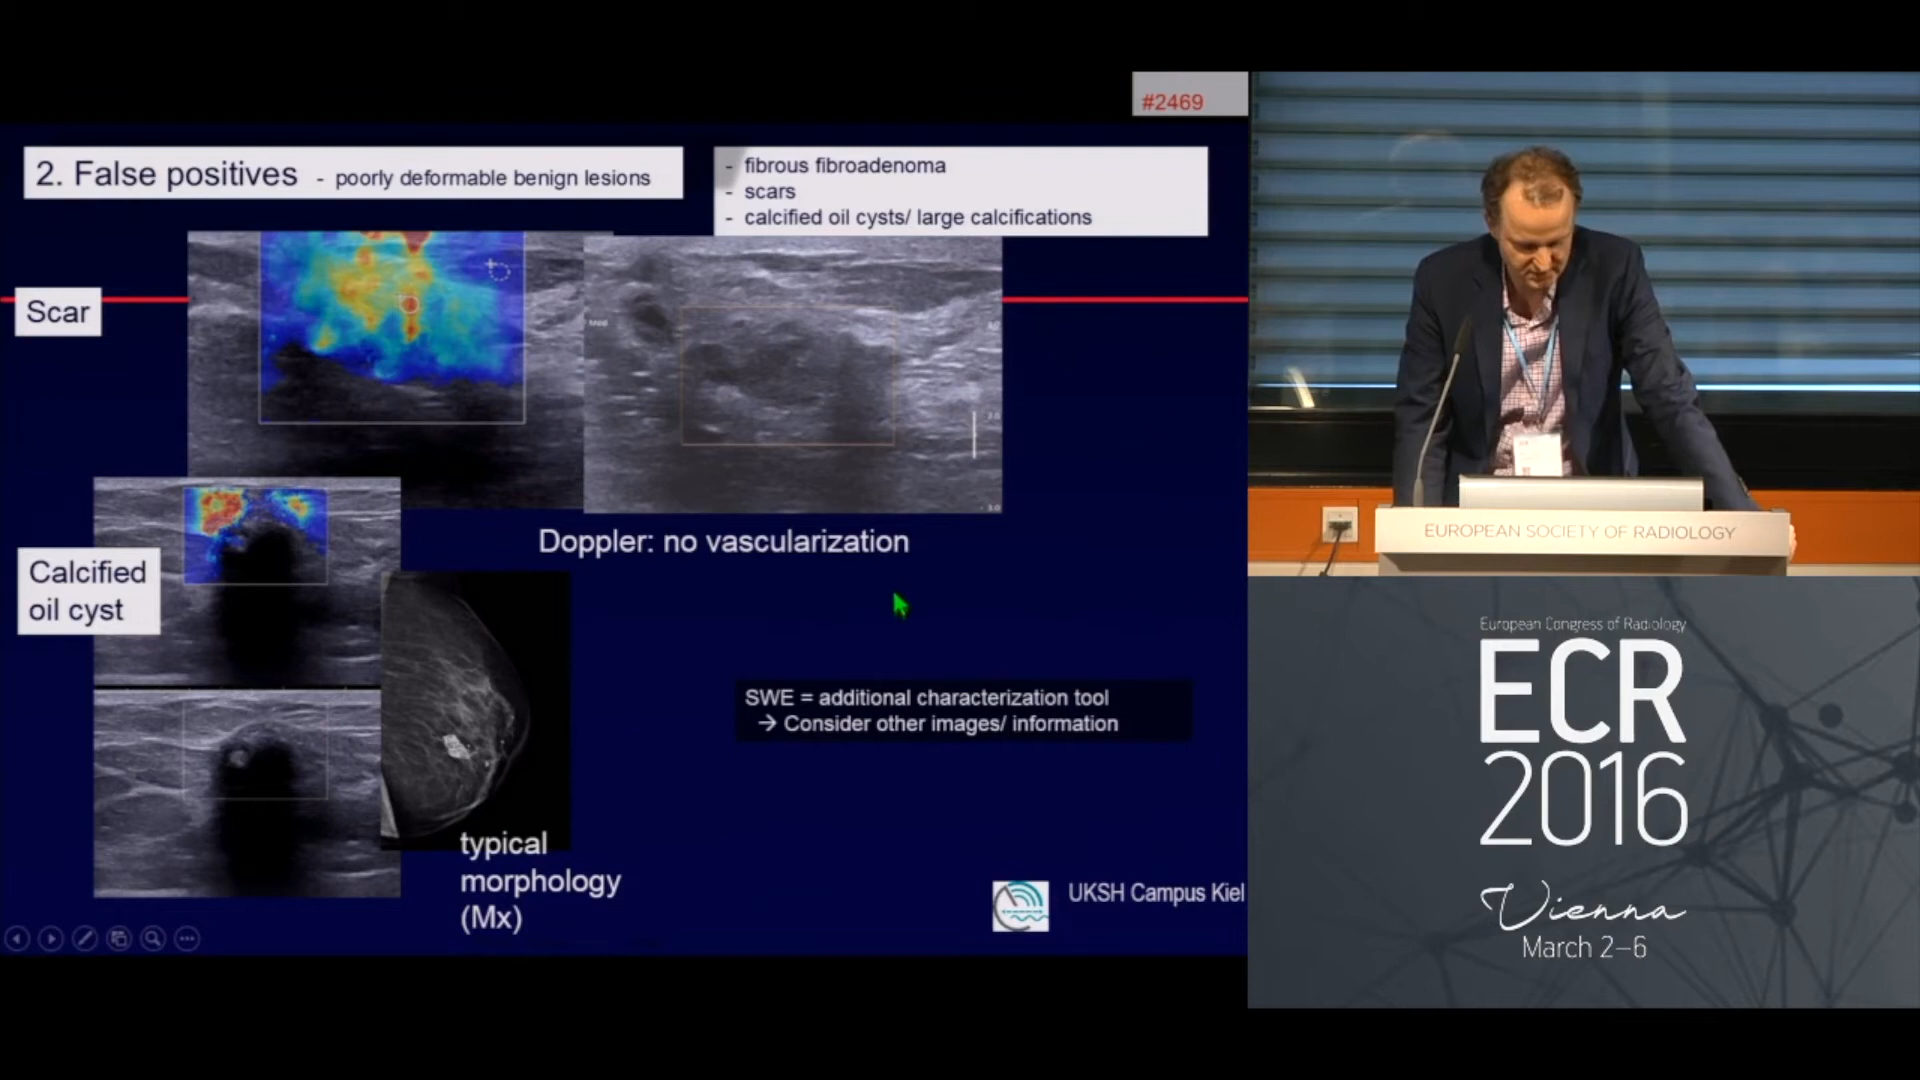 #2469
2. False positives - poorly deformable benign lesions
- fibrous fibroadenoma
- scars
- calcified oil cysts/ large calcifications
Scar
Doppler: no vascularization
Calcified
oil cyst
SWE = additional characterization tool
→ Consider other images/ information
typical
morphology
(Mx)
UKSH Campus Kiel
EUROPEAN SOCIETY OF RADIOLOGY
European Congress of Radiology
ECR
2016
Vienna
March 2–6